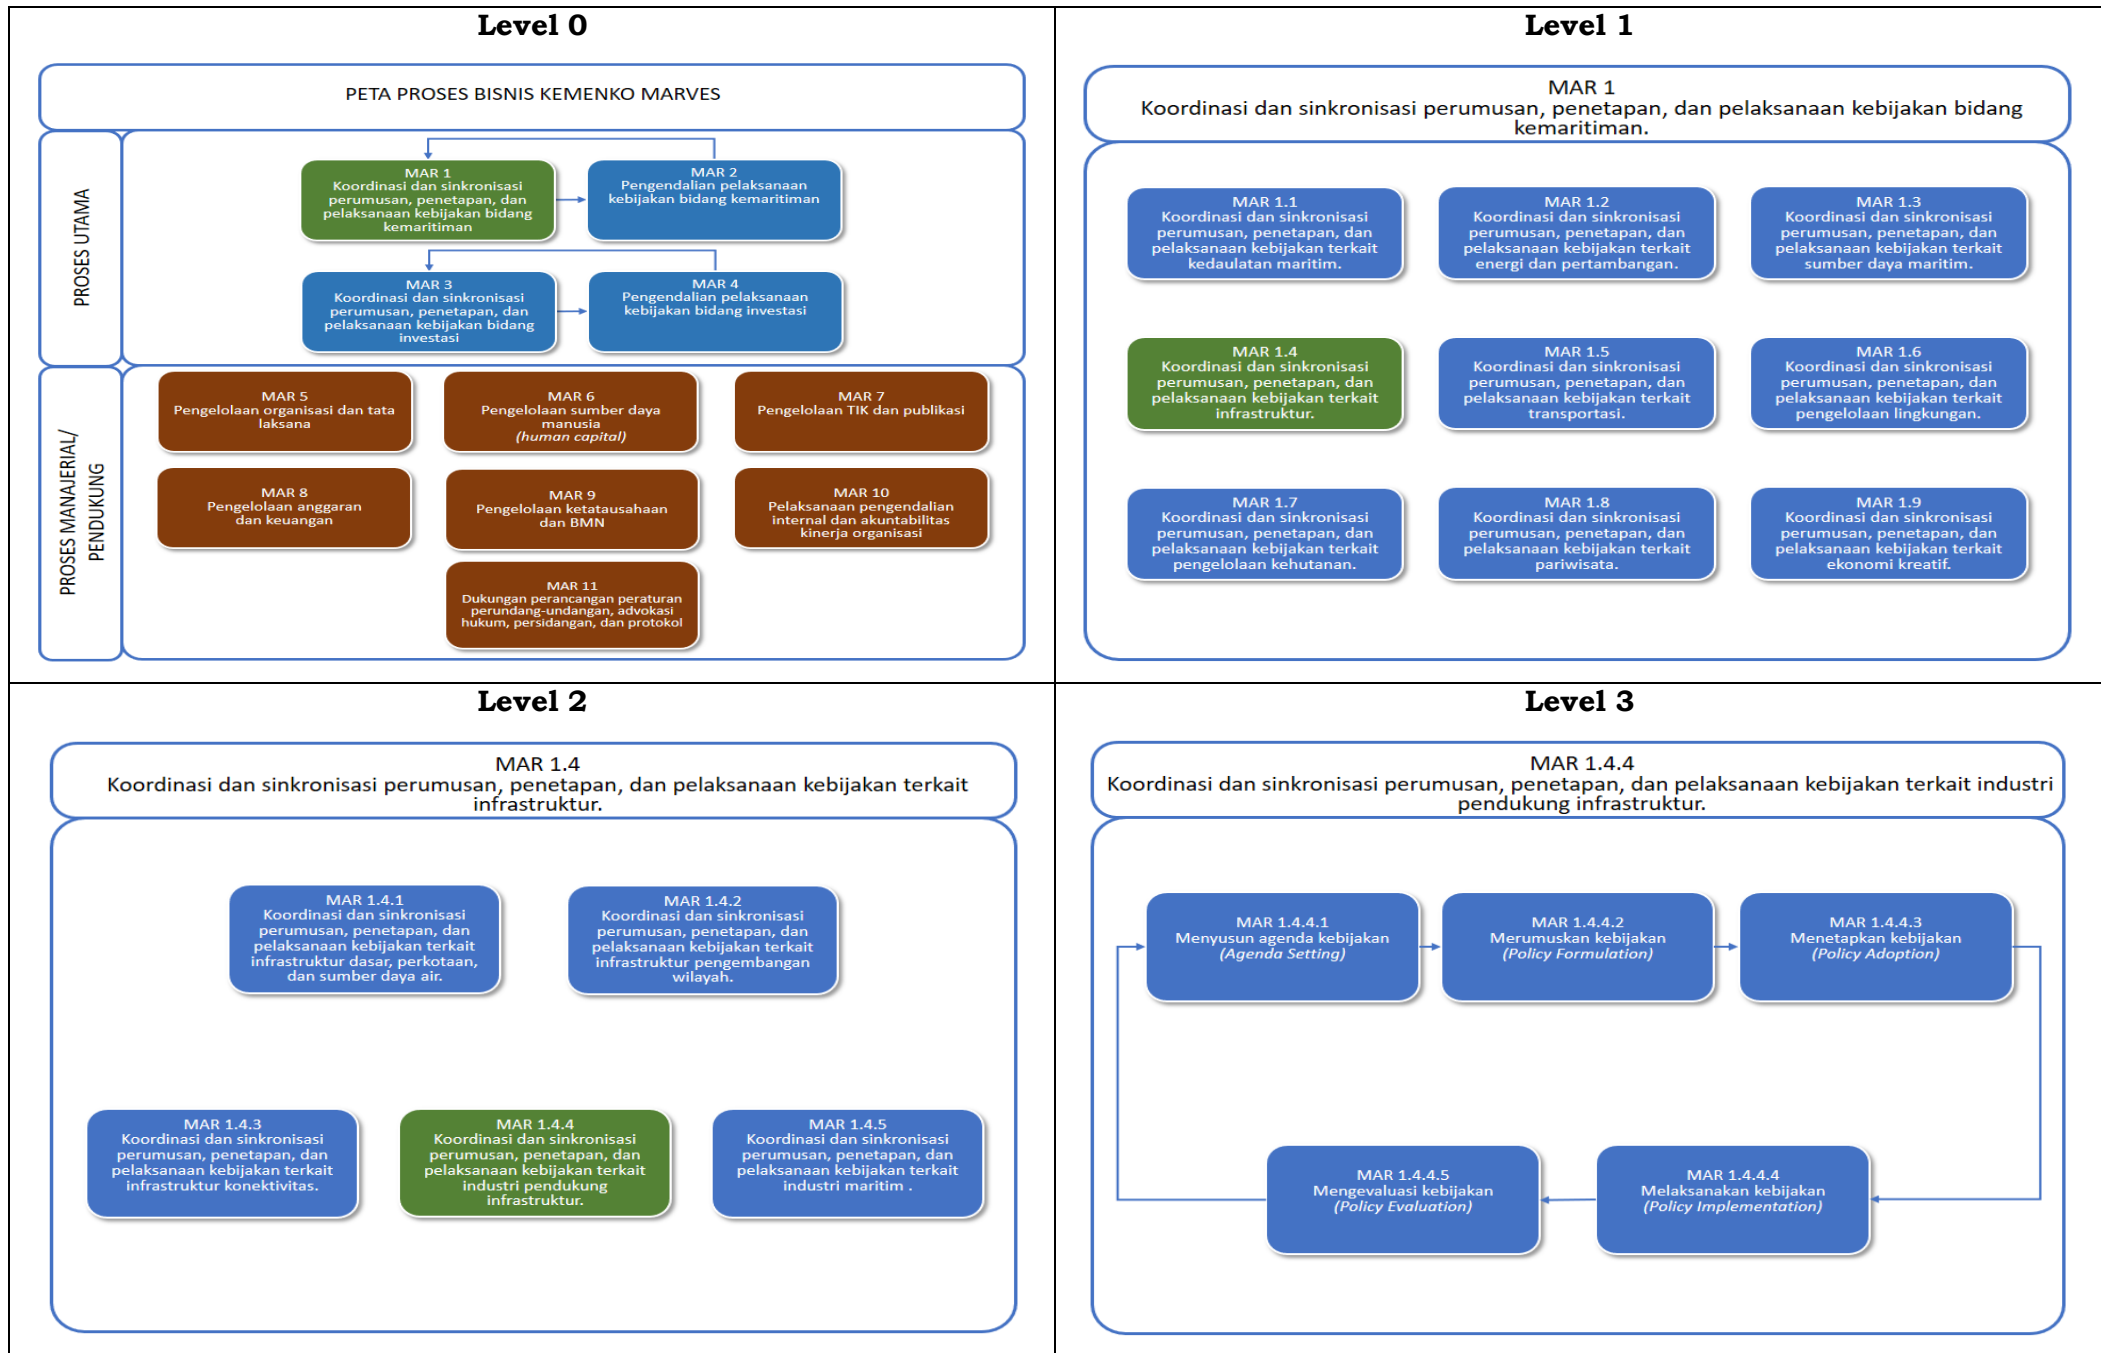 Level 0
PETA PROSES BISNIS KEMENKO MARVES
PROSES UTAMA
MAR 1
Koordinasi dan sinkronisasi
perumusan, penetapan, dan
pelaksanaan kebijakan bidang
kemaritiman
MAR 2
Pengendalian pelaksanaan
kebijakan bidang kemaritiman
MAR 3
Koordinasi dan sinkronisasi
perumusan, penetapan, dan
pelaksanaan kebijakan bidang
investasi
MAR 4
Pengendalian pelaksanaan
kebijakan bidang investasi
PROSES MANAJERIAL/
PENDUKUNG
MAR 5
Pengelolaan organisasi dan tata
laksana
MAR 6
Pengelolaan sumber daya
manusia
(human capital)
MAR 7
Pengelolaan TIK dan publikasi
MAR 8
Pengelolaan anggaran
dan keuangan
MAR 9
Pengelolaan ketatausahaan
dan BMN
MAR 10
Pelaksanaan pengendalian
internal dan akuntabilitas
kinerja organisasi
MAR 11
Dukungan perancangan peraturan
perundang-undangan, advokasi
hukum, persidangan, dan protokol
Level 1
MAR 1
Koordinasi dan sinkronisasi perumusan, penetapan, dan pelaksanaan kebijakan bidang
kemaritiman.
MAR 1.1
Koordinasi dan sinkronisasi
perumusan, penetapan, dan
pelaksanaan kebijakan terkait
kedaulatan maritim.
MAR 1.2
Koordinasi dan sinkronisasi
perumusan, penetapan, dan
pelaksanaan kebijakan terkait
energi dan pertambangan.
MAR 1.3
Koordinasi dan sinkronisasi
perumusan, penetapan, dan
pelaksanaan kebijakan terkait
sumber daya maritim.
MAR 1.4
Koordinasi dan sinkronisasi
perumusan, penetapan, dan
pelaksanaan kebijakan terkait
infrastruktur.
MAR 1.5
Koordinasi dan sinkronisasi
perumusan, penetapan, dan
pelaksanaan kebijakan terkait
transportasi.
MAR 1.6
Koordinasi dan sinkronisasi
perumusan, penetapan, dan
pelaksanaan kebijakan terkait
pengelolaan lingkungan.
MAR 1.7
Koordinasi dan sinkronisasi
perumusan, penetapan, dan
pelaksanaan kebijakan terkait
pengelolaan kehutanan.
MAR 1.8
Koordinasi dan sinkronisasi
perumusan, penetapan, dan
pelaksanaan kebijakan terkait
pariwisata.
MAR 1.9
Koordinasi dan sinkronisasi
perumusan, penetapan, dan
pelaksanaan kebijakan terkait
ekonomi kreatif.
Level 2
MAR 1.4
Koordinasi dan sinkronisasi perumusan, penetapan, dan pelaksanaan kebijakan terkait
infrastruktur.
MAR 1.4.1
Koordinasi dan sinkronisasi
perumusan, penetapan, dan
pelaksanaan kebijakan terkait
infrastruktur dasar, perkotaan,
dan sumber daya air.
MAR 1.4.2
Koordinasi dan sinkronisasi
perumusan, penetapan, dan
pelaksanaan kebijakan terkait
infrastruktur pengembangan
wilayah.
MAR 1.4.3
Koordinasi dan sinkronisasi
perumusan, penetapan, dan
pelaksanaan kebijakan terkait
infrastruktur konektivitas.
MAR 1.4.4
Koordinasi dan sinkronisasi
perumusan, penetapan, dan
pelaksanaan kebijakan terkait
industri pendukung
infrastruktur.
MAR 1.4.5
Koordinasi dan sinkronisasi
perumusan, penetapan, dan
pelaksanaan kebijakan terkait
industri maritim .
Level 3
MAR 1.4.4
Koordinasi dan sinkronisasi perumusan, penetapan, dan pelaksanaan kebijakan terkait industri
pendukung infrastruktur.
MAR 1.4.4.1
Menyusun agenda kebijakan
(Agenda Setting)
MAR 1.4.4.2
Merumuskan kebijakan
(Policy Formulation)
MAR 1.4.4.3
Menetapkan kebijakan
(Policy Adoption)
MAR 1.4.4.5
Mengevaluasi kebijakan
(Policy Evaluation)
MAR 1.4.4.4
Melaksanakan kebijakan
(Policy Implementation)